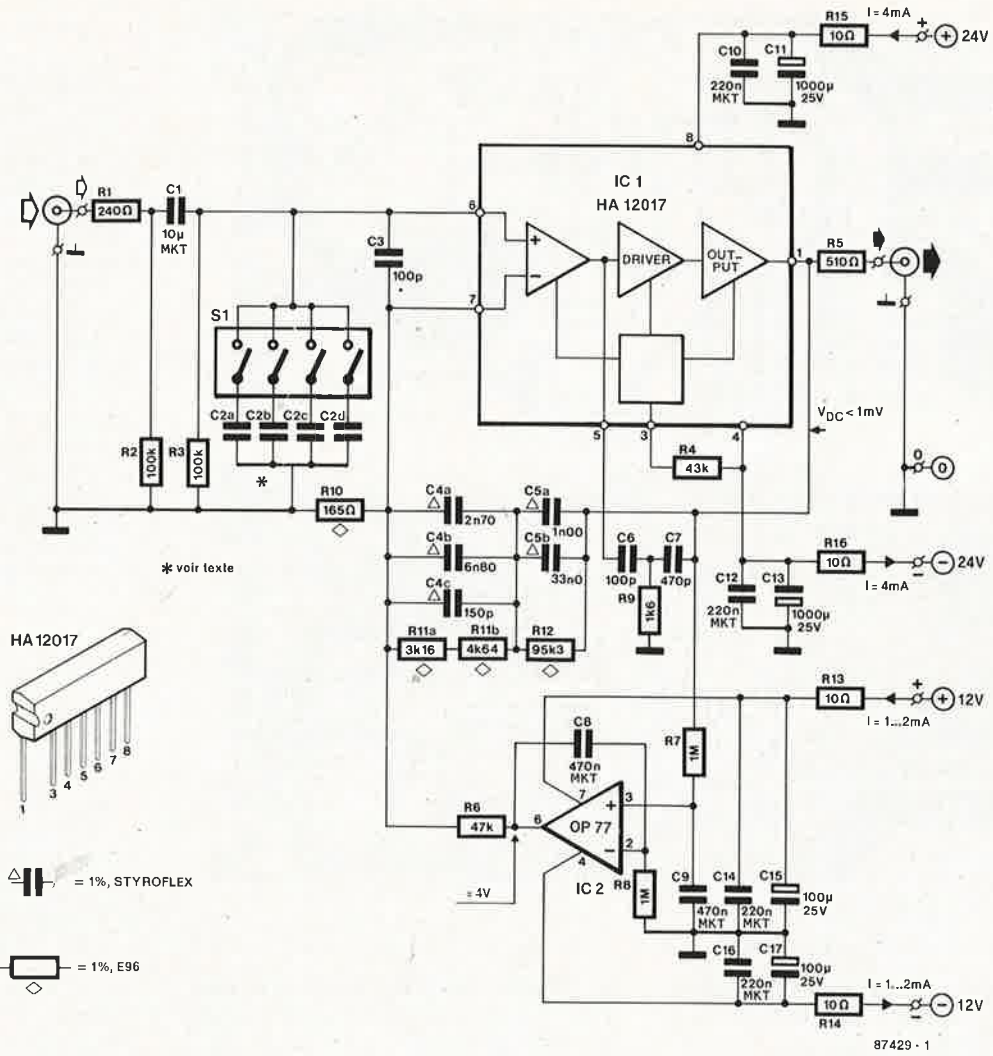 R15
10Ω
I = 4mA
+
24V
C10
220n
MKT
C11
1000µ
25V
8
IC 1
HA 12017
R1
240Ω
C1
10µ
MKT
C3
100p
6
+
7
−
DRIVER
OUT-
PUT
1
R5
510Ω
S1
C2a
C2b
C2c
C2d
*
R2
100k
R3
100k
5
3
4
R4
43k
VDC < 1mV
0
0
R10
165Ω
C4a
2n70
C5a
1n00
C4b
6n80
C5b
33n0
C4c
150p
C6
100p
C7
470p
R9
1k6
R11a
3k16
R11b
4k64
R12
95k3
R16
10Ω
I = 4mA
−
24V
C12
220n
MKT
C13
1000µ
25V
* voir texte
HA 12017
1
3
4
5
6
7
8
R13
10Ω
+
12V
I = 1...2mA
C8
470n
MKT
R7
1M
R6
47k
6
7
+
3
OP 77
−
2
4
IC 2
R8
1M
= 4V
C9
470n
MKT
C14
220n
MKT
C15
100µ
25V
C16
220n
MKT
C17
100µ
25V
I = 1...2mA
10Ω
R14
−
12V
= 1%, STYROFLEX
= 1%, E96
87429 - 1